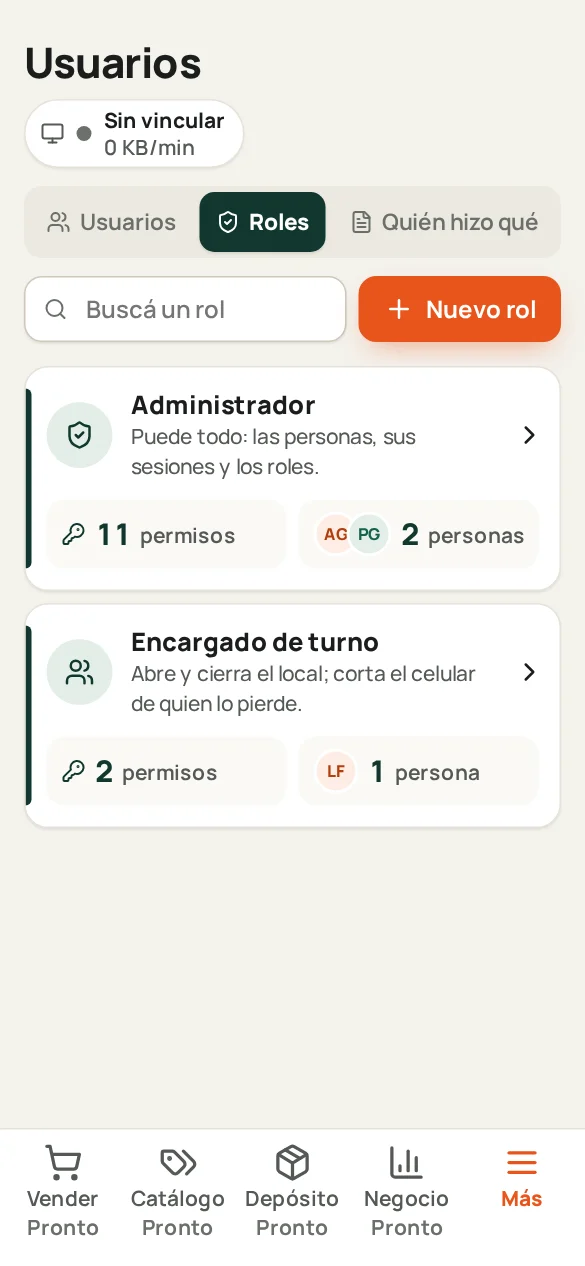 Usuarios
Sin vincular
0 KB/min
Usuarios
Roles
Quién hizo qué
Buscá un rol
Nuevo rol
Administrador
Puede todo: las personas, sus
sesiones y los roles.
11 permisos
AG PG 2 personas
Encargado de turno
Abre y cierra el local; corta el celular
de quien lo pierde.
2 permisos
LF 1 persona
Vender
Pronto
Catálogo
Pronto
Depósito
Pronto
Negocio
Pronto
Más